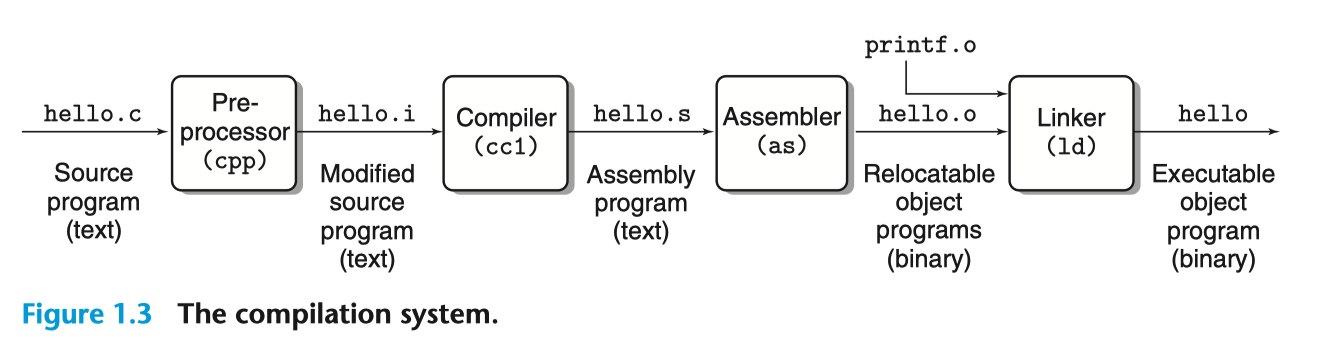 printf.o
hello.c
Pre-
processor
(cpp)
hello.i
Compiler
(cc1)
hello.s
Assembler
(as)
hello.o
Linker
(ld)
hello
Source
program
(text)
Modified
source
program
(text)
Assembly
program
(text)
Relocatable
object
programs
(binary)
Executable
object
program
(binary)
Figure 1.3 The compilation system.